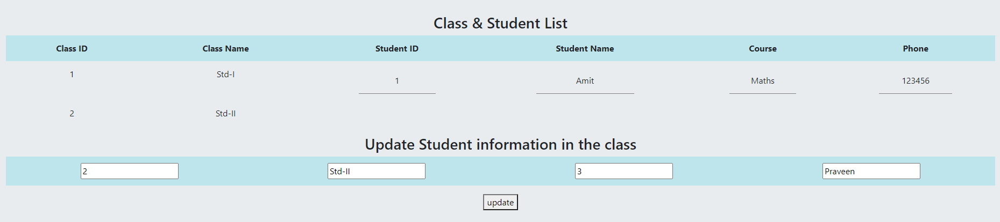 Class & Student List
Class ID Class Name Student ID Student Name Course Phone
1 Std-I 1 Amit Maths 123456
2 Std-II
Update Student information in the class
2 Std-II 3 Praveen
update